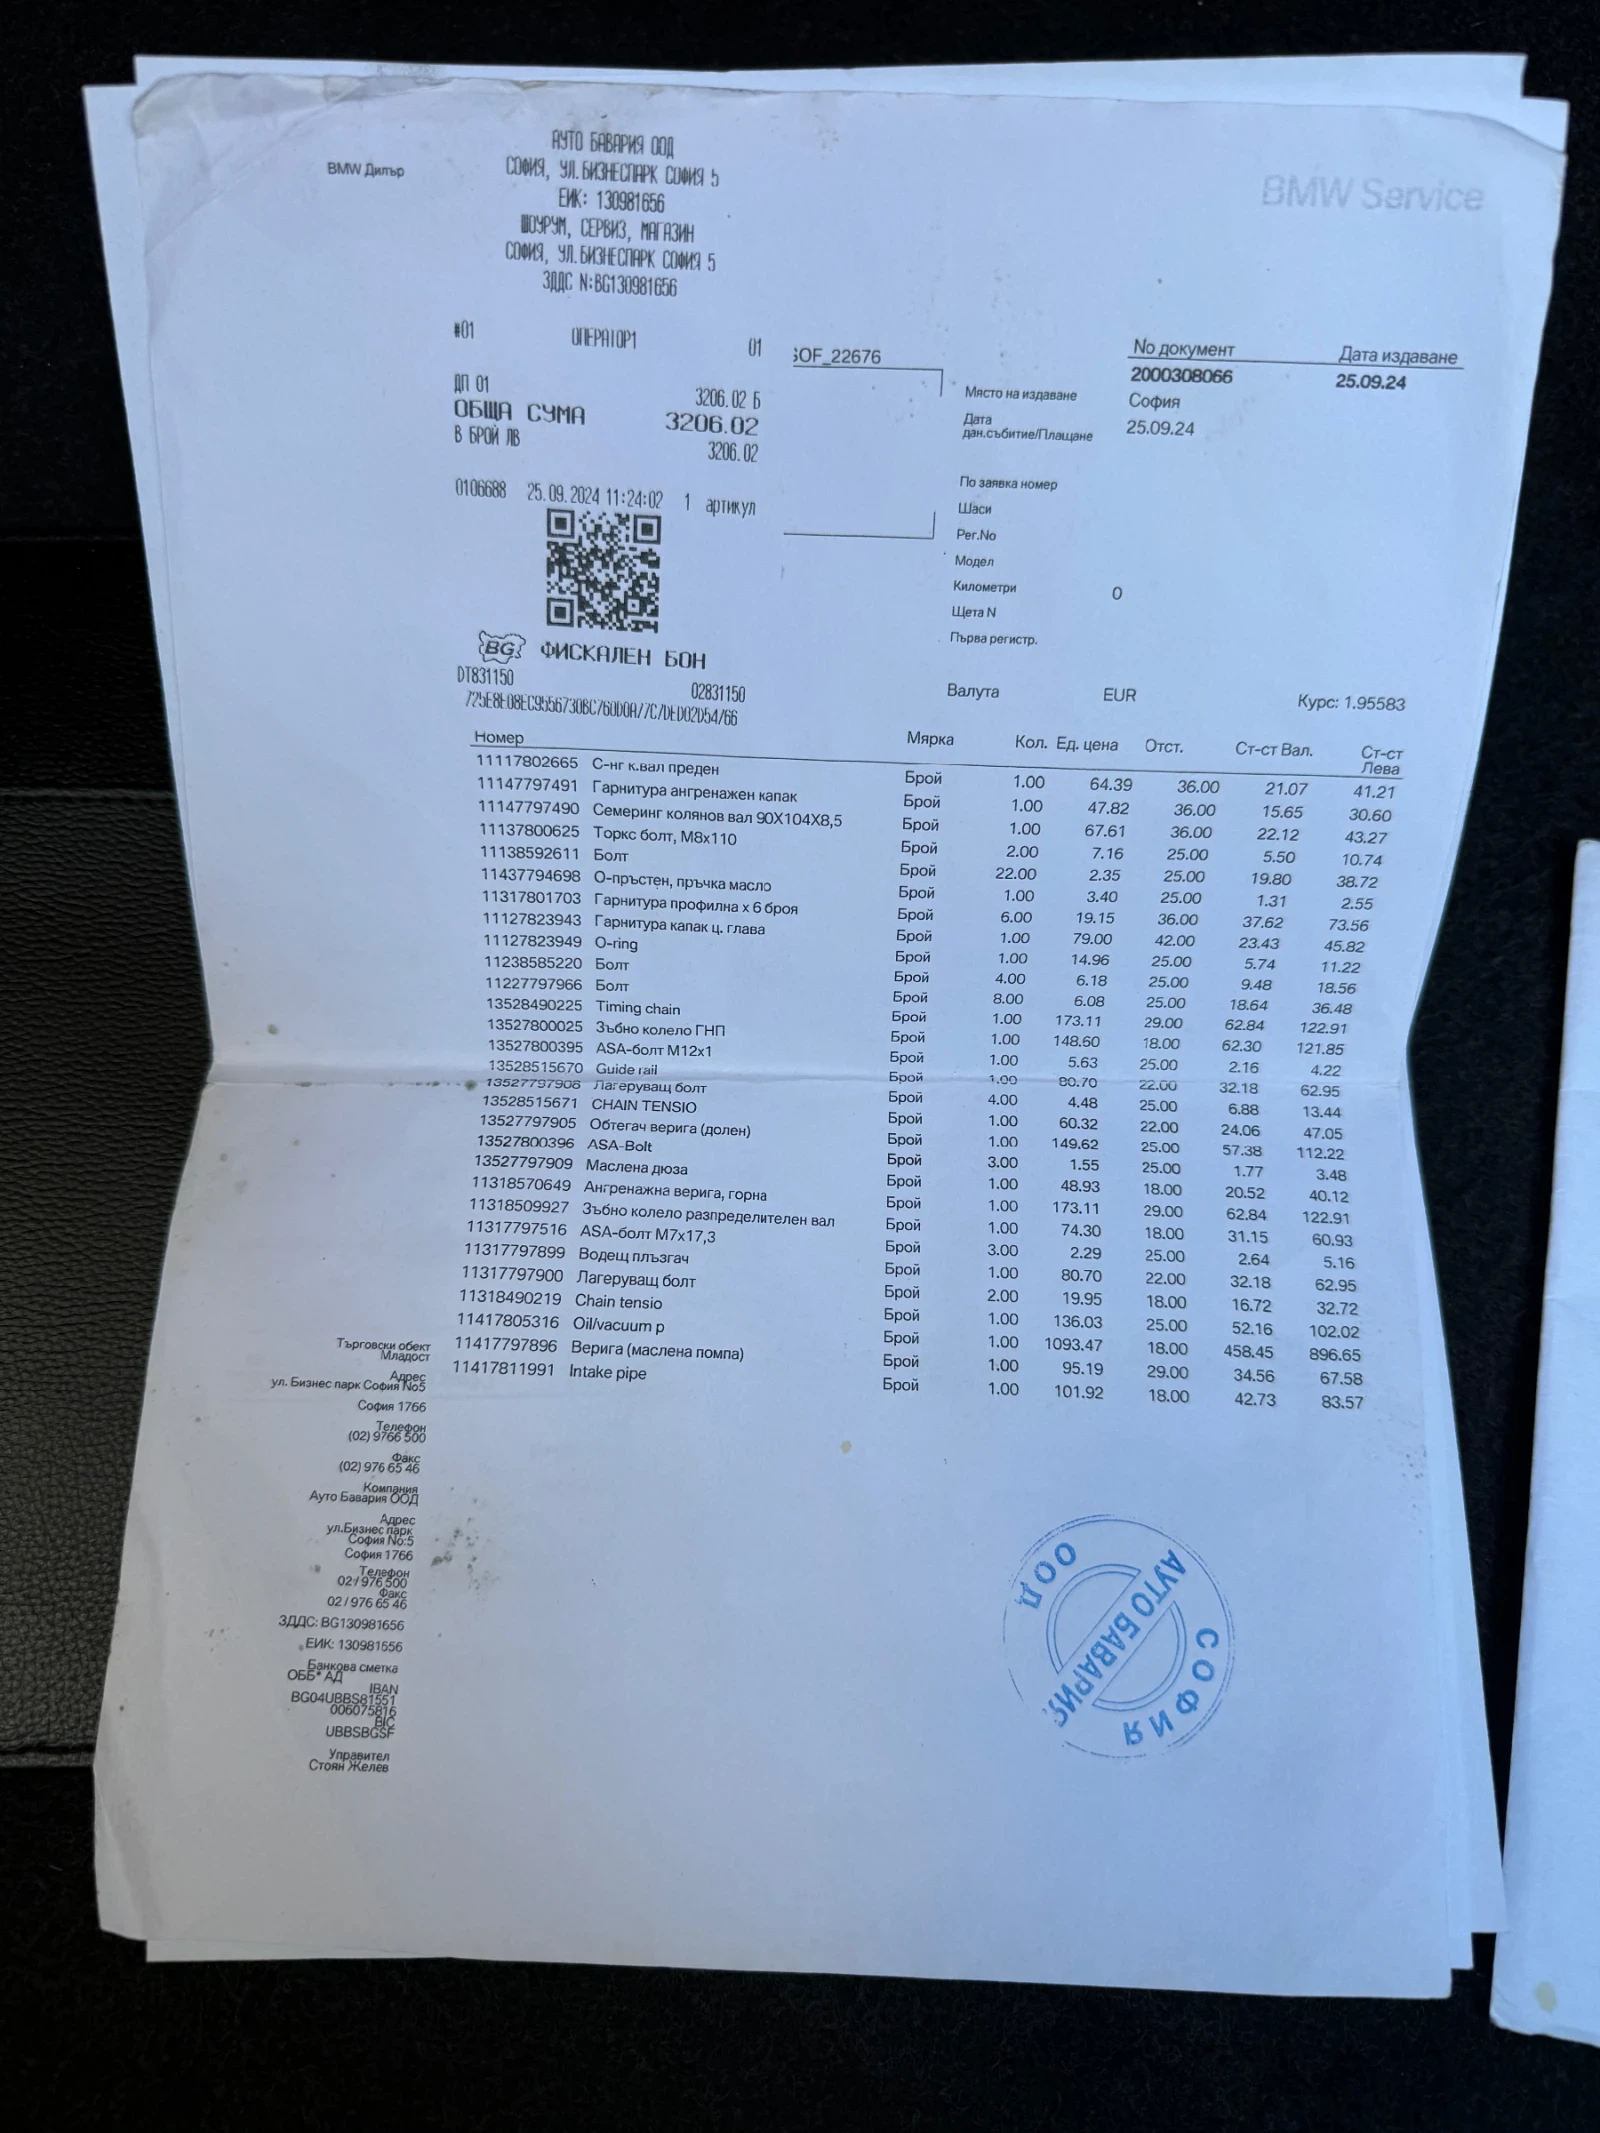 BMW Дилър
BMW Service
АУТО БАВАРИЯ ООД
СОФИЯ, УЛ.БИЗНЕСПАРК СОФИЯ 5
ЕИК: 130981656
ШОУРУМ, СЕРВИЗ, МАГАЗИН
СОФИЯ, УЛ.БИЗНЕСПАРК СОФИЯ 5
ЗДДС N:BG130981656
#01 ОПЕРАТОР1 01
ДП 01 3206.02 Б
ОБЩА СУМА 3206.02
В БРОЙ ЛВ 3206.02
0106688 25.09.2024 11:24:02 1 артикул
BG ФИСКАЛЕН БОН
DT831150 02831150
SOF_22676
No документ Дата издаване
2000308066 25.09.24
Място на издаване София
Дата
дан.събитие/Плащане 25.09.24
По заявка номер
Шаси
Рег.No
Модел
Километри 0
Щета N
Първа регистр.
Валута EUR Курс: 1.95583
Номер Мярка Кол. Ед. цена Отст. Ст-ст Вал. Ст-ст
Лева
11117802665 С-нг к.вал преден Брой 1.00 64.39 36.00 21.07 41.21
11147797491 Гарнитура ангренажен капак Брой 1.00 47.82 36.00 15.65 30.60
11147797490 Семеринг колянов вал 90X104X8,5 Брой 1.00 67.61 36.00 22.12 43.27
11137800625 Торкс болт, M8x110 Брой 2.00 7.16 25.00 5.50 10.74
11138592611 Болт Брой 22.00 2.35 25.00 19.80 38.72
11437794698 О-пръстен, пръчка масло Брой 1.00 3.40 25.00 1.31 2.55
11317801703 Гарнитура профилна x 6 броя Брой 6.00 19.15 36.00 37.62 73.56
11127823943 Гарнитура капак ц. глава Брой 1.00 79.00 42.00 23.43 45.82
11127823949 O-ring Брой 1.00 14.96 25.00 5.74 11.22
11238585220 Болт Брой 4.00 6.18 25.00 9.48 18.56
11227797966 Болт Брой 8.00 6.08 25.00 18.64 36.48
13528490225 Timing chain Брой 1.00 173.11 29.00 62.84 122.91
13527800025 Зъбно колело ГНП Брой 1.00 148.60 18.00 62.30 121.85
13527800395 ASA-болт M12x1 Брой 1.00 5.63 25.00 2.16 4.22
13528515670 Guide rail Брой 1.00 80.70 22.00 32.18 62.95
13527797906 Лагеруващ болт Брой 4.00 4.48 25.00 6.88 13.44
13528515671 CHAIN TENSIO Брой 1.00 60.32 22.00 24.06 47.05
13527797905 Обтегач верига (долен) Брой 1.00 149.62 25.00 57.38 112.22
13527800396 ASA-Bolt Брой 3.00 1.55 25.00 1.77 3.48
13527797909 Маслена дюза Брой 1.00 48.93 18.00 20.52 40.12
11318570649 Ангренажна верига, горна Брой 1.00 173.11 29.00 62.84 122.91
11318509927 Зъбно колело разпределителен вал Брой 1.00 74.30 18.00 31.15 60.93
11317797516 ASA-болт M7x17,3 Брой 3.00 2.29 25.00 2.64 5.16
11317797899 Водещ плъзгач Брой 1.00 80.70 22.00 32.18 62.95
11317797900 Лагеруващ болт Брой 2.00 19.95 18.00 16.72 32.72
11318490219 Chain tensio Брой 1.00 136.03 25.00 52.16 102.02
11417805316 Oil/vacuum p Брой 1.00 1093.47 18.00 458.45 896.65
11417797896 Верига (маслена помпа) Брой 1.00 95.19 29.00 34.56 67.58
11417811991 Intake pipe Брой 1.00 101.92 18.00 42.73 83.57
Търговски обект
Младост
Адрес
ул. Бизнес парк София No5
София 1766
Телефон
(02) 9766 500
Факс
(02) 976 65 46
Компания
Ауто Бавария ООД
Адрес
ул.Бизнес парк
София No:5
София 1766
Телефон
02 / 976 500
Факс
02 / 976 65 46
ЗДДС: BG130981656
ЕИК: 130981656
Банкова сметка
ОББ" АД
IBAN
BG04UBBS81551
006075816
BIC
UBBSBGSF
Управител
Стоян Желев
АУТО БАВАРИЯ
ООД
СОФИЯ